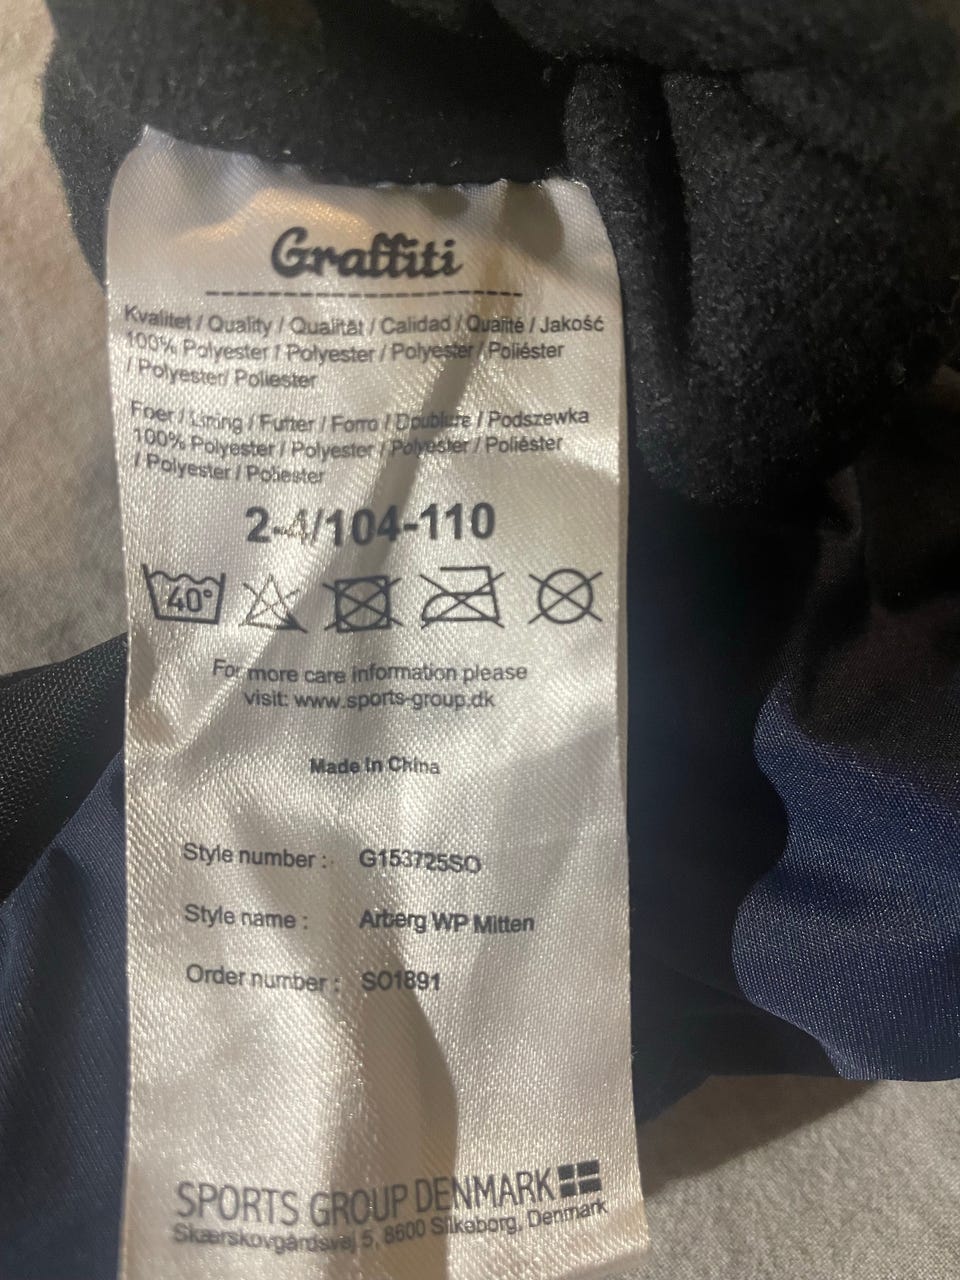 Graffiti
Kvalitet / Quality / Qualität / Calidad / Qualité / Jakość
100% Polyester / Polyester / Polyester / Poliéster
/ Polyester/ Poliester
Foer / Lining / Futter / Forro / Doublure / Podszewka
100% Polyester / Polyester / Polyester / Poliéster
/ Polyester / Poliester
2-4/104-110
40°
For more care information please
visit: www.sports-group.dk
Made In China
Style number : G153725SO
Style name : Arberg WP Mitten
Order number : SO1891
SPORTS GROUP DENMARK
Skærskovgårdsvej 5, 8600 Silkeborg, Denmark